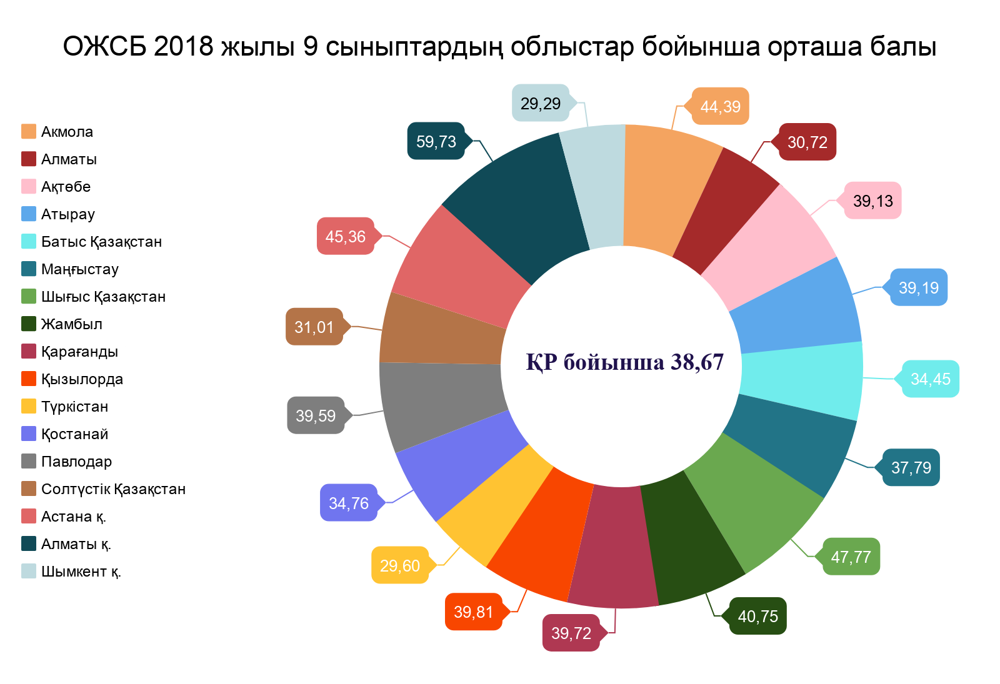 ОЖСБ 2018 жылы 9 сыныптардың облыстар бойынша орташа балы
Акмола
Алматы
Ақтөбе
Атырау
Батыс Қазақстан
Маңғыстау
Шығыс Қазақстан
Жамбыл
Қарағанды
Қызылорда
Түркістан
Қостанай
Павлодар
Солтүстік Қазақстан
Астана қ.
Алматы қ.
Шымкент қ.
44,39
30,72
39,13
39,19
34,45
37,79
47,77
40,75
39,72
39,81
29,60
34,76
39,59
31,01
45,36
59,73
29,29
ҚР бойынша 38,67